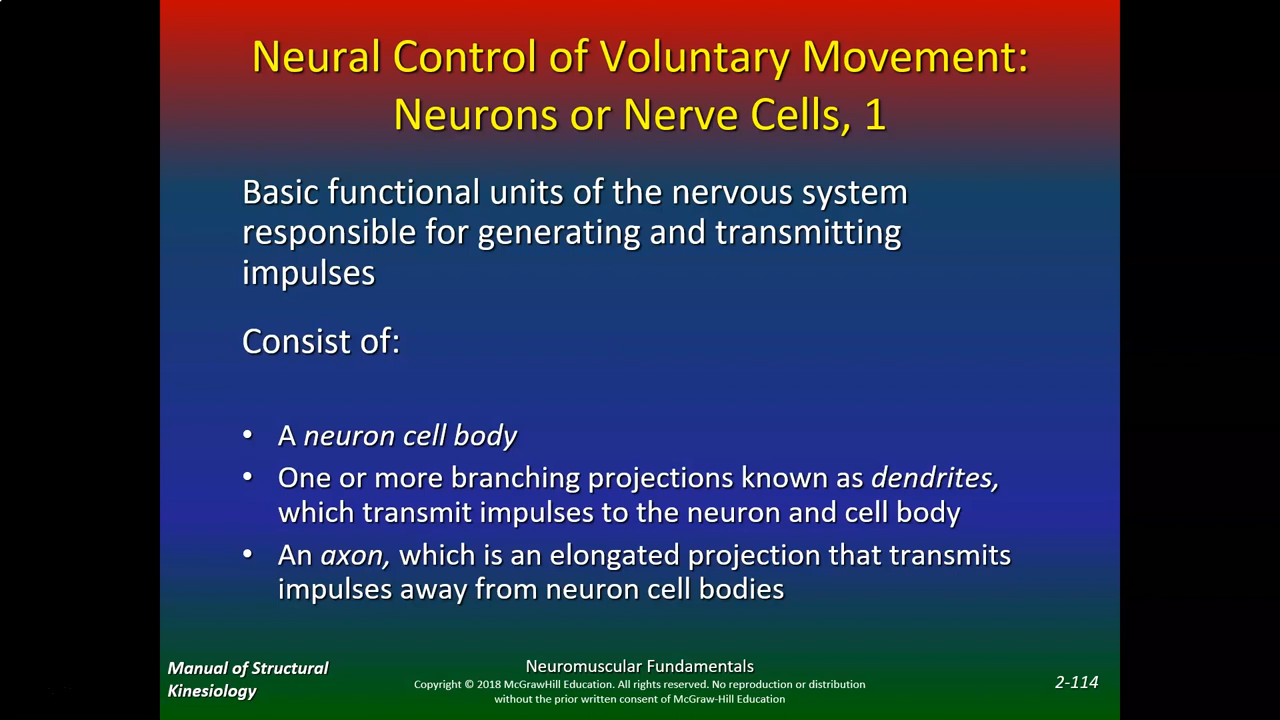 Neural Control of Voluntary Movement:
Neurons or Nerve Cells, 1
Basic functional units of the nervous system
responsible for generating and transmitting
impulses
Consist of:
• A neuron cell body
• One or more branching projections known as dendrites,
which transmit impulses to the neuron and cell body
• An axon, which is an elongated projection that transmits
impulses away from neuron cell bodies
Manual of Structural
Kinesiology
Neuromuscular Fundamentals
Copyright © 2018 McGrawHill Education. All rights reserved. No reproduction or distribution
without the prior written consent of McGraw-Hill Education
2-114